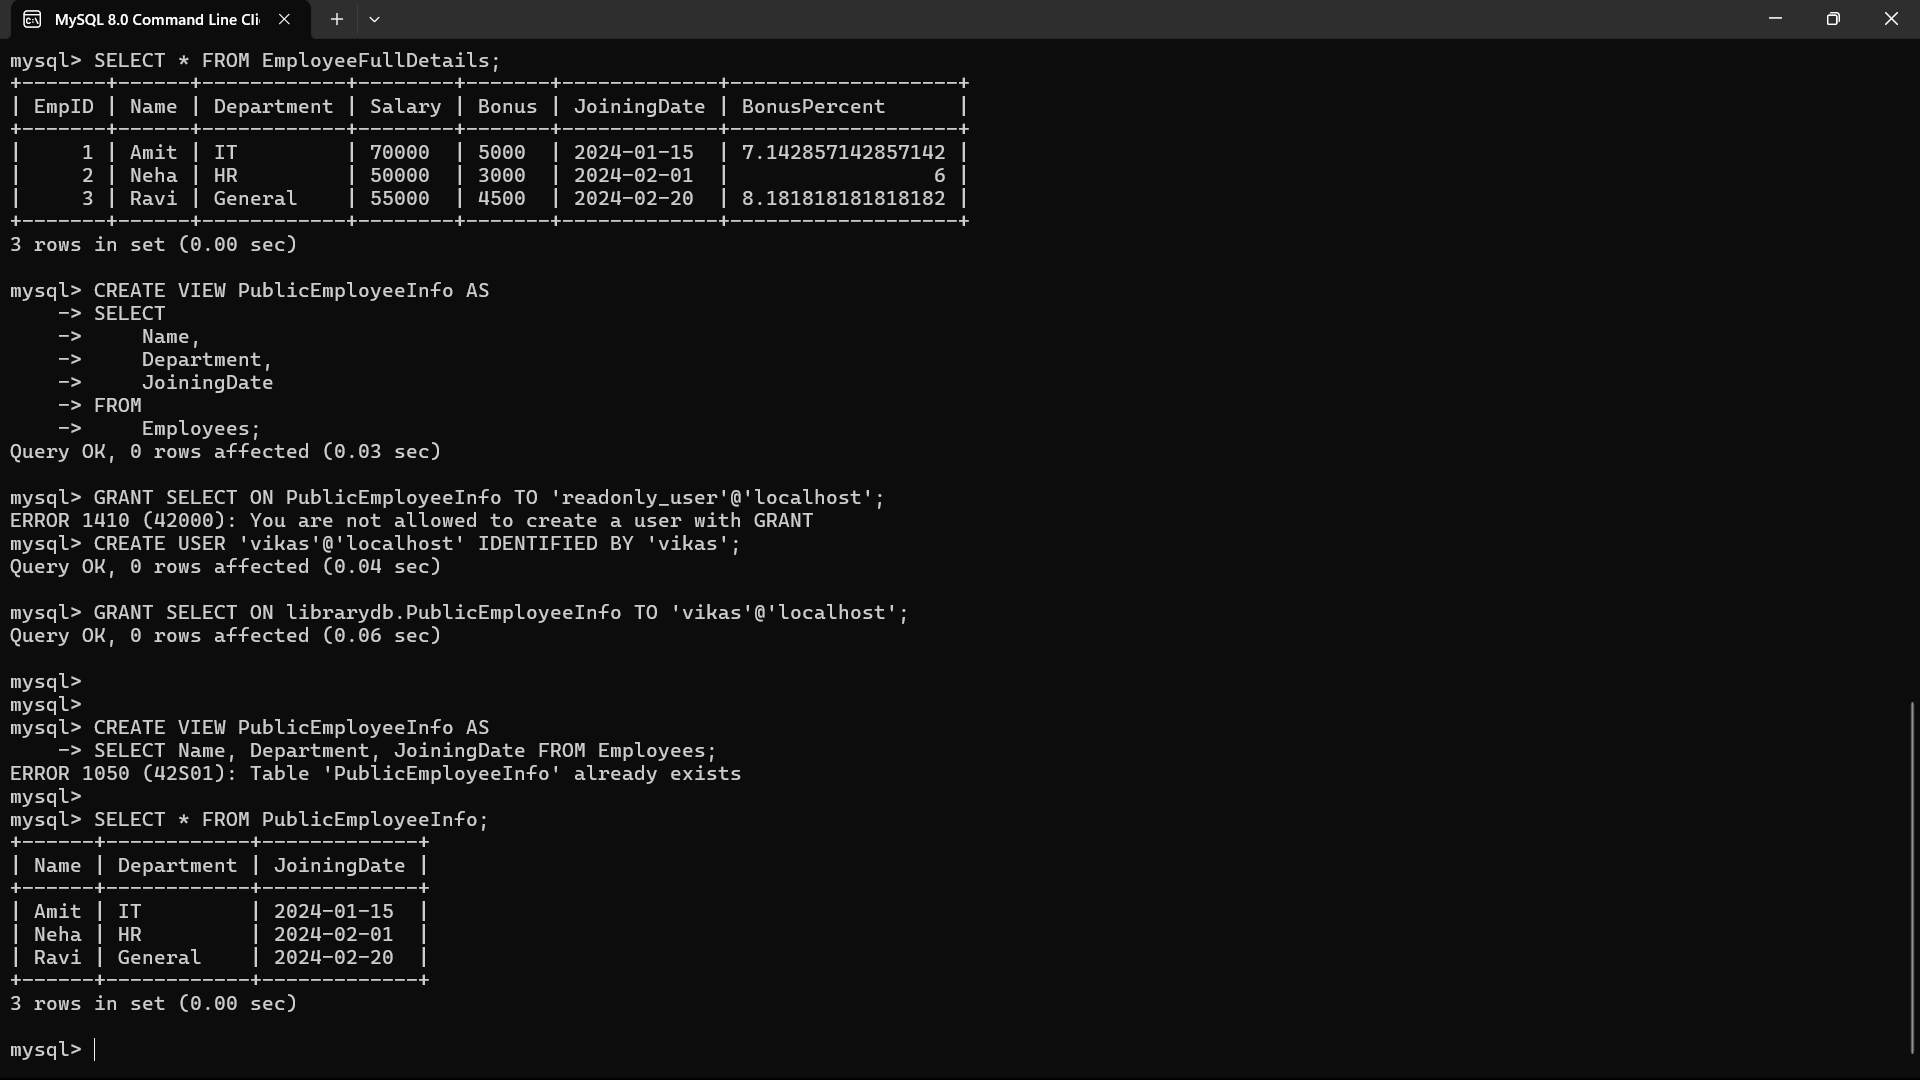 MySQL 8.0 Command Line Cli
mysql> SELECT * FROM EmployeeFullDetails;
+-------+------+------------+--------+-------+-------------+-------------------+
| EmpID | Name | Department | Salary | Bonus | JoiningDate | BonusPercent      |
+-------+------+------------+--------+-------+-------------+-------------------+
|     1 | Amit | IT         | 70000  | 5000  | 2024-01-15  | 7.142857142857142 |
|     2 | Neha | HR         | 50000  | 3000  | 2024-02-01  |                 6 |
|     3 | Ravi | General    | 55000  | 4500  | 2024-02-20  | 8.181818181818182 |
+-------+------+------------+--------+-------+-------------+-------------------+
3 rows in set (0.00 sec)

mysql> CREATE VIEW PublicEmployeeInfo AS
    -> SELECT
    ->     Name,
    ->     Department,
    ->     JoiningDate
    -> FROM
    ->     Employees;
Query OK, 0 rows affected (0.03 sec)

mysql> GRANT SELECT ON PublicEmployeeInfo TO 'readonly_user'@'localhost';
ERROR 1410 (42000): You are not allowed to create a user with GRANT
mysql> CREATE USER 'vikas'@'localhost' IDENTIFIED BY 'vikas';
Query OK, 0 rows affected (0.04 sec)

mysql> GRANT SELECT ON librarydb.PublicEmployeeInfo TO 'vikas'@'localhost';
Query OK, 0 rows affected (0.06 sec)

mysql>
mysql>
mysql> CREATE VIEW PublicEmployeeInfo AS
    -> SELECT Name, Department, JoiningDate FROM Employees;
ERROR 1050 (42S01): Table 'PublicEmployeeInfo' already exists
mysql>
mysql> SELECT * FROM PublicEmployeeInfo;
+------+------------+-------------+
| Name | Department | JoiningDate |
+------+------------+-------------+
| Amit | IT         | 2024-01-15  |
| Neha | HR         | 2024-02-01  |
| Ravi | General    | 2024-02-20  |
+------+------------+-------------+
3 rows in set (0.00 sec)

mysql>